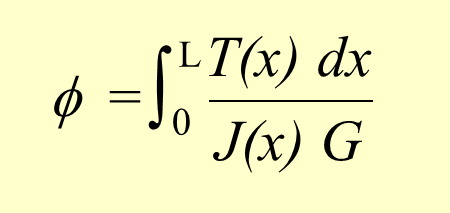 ϕ = ∫₀ᴸ T(x) dx / J(x) G